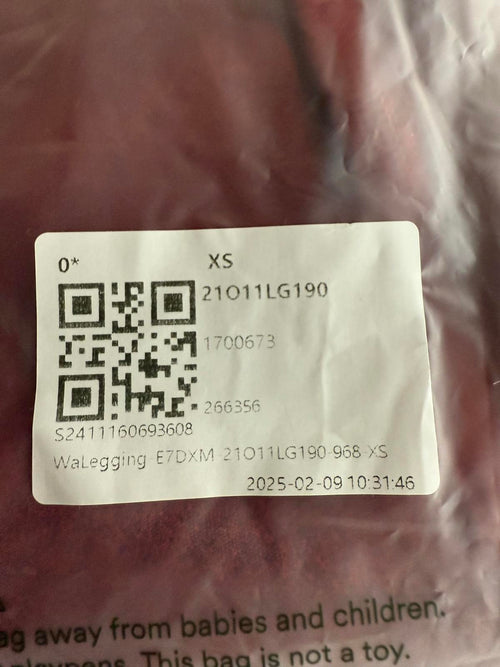 0* XS
21O11LG190
1700673
266356
S2411160693608
WaLegging-E7DXM-21O11LG190-968-XS
2025-02-09 10:31:46
away from babies and children.
This bag is not a toy.